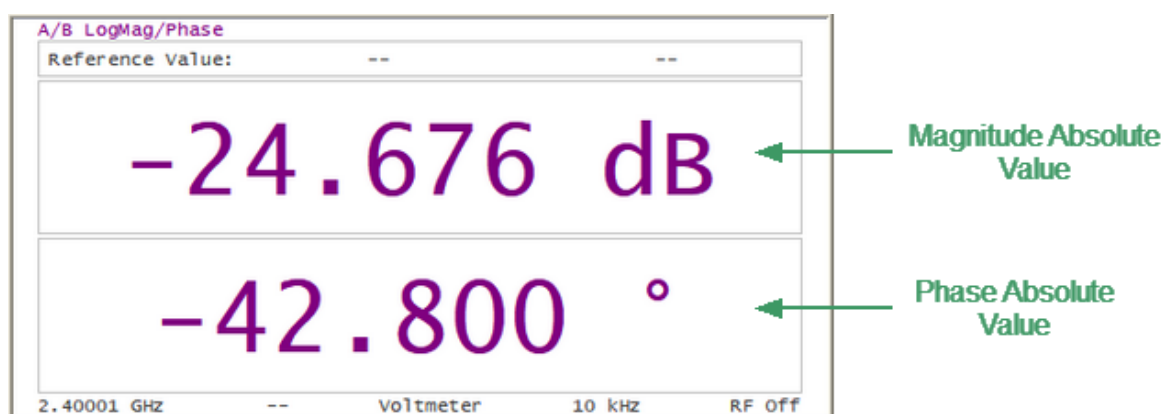 A/B LogMag/Phase
Reference Value: -- --
-24.676 dB
Magnitude Absolute
Value
-42.800 °
Phase Absolute
Value
2.40001 GHz -- Voltmeter 10 kHz RF Off